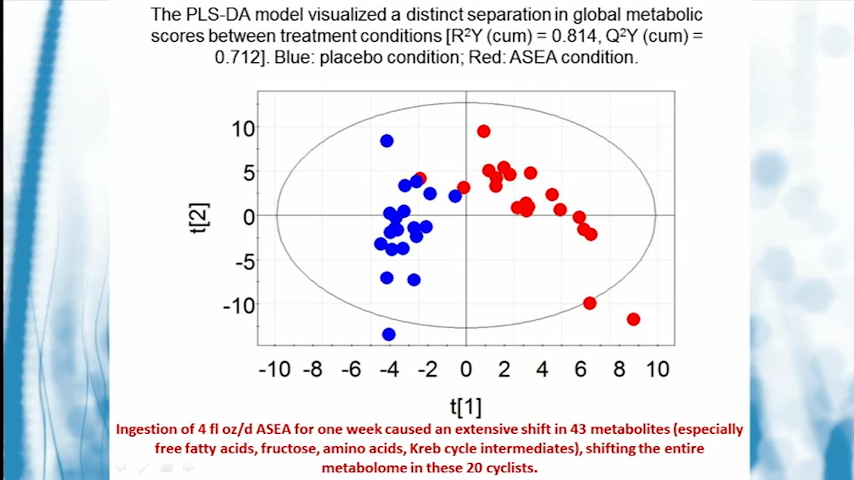 The PLS-DA model visualized a distinct separation in global metabolic
scores between treatment conditions [R²Y (cum) = 0.814, Q²Y (cum) =
0.712]. Blue: placebo condition; Red: ASEA condition.
10
5
0
-5
-10
t[2]
-10 -8 -6 -4 -2 0 2 4 6 8 10
t[1]
Ingestion of 4 fl oz/d ASEA for one week caused an extensive shift in 43 metabolites (especially
free fatty acids, fructose, amino acids, Kreb cycle intermediates), shifting the entire
metabolome in these 20 cyclists.